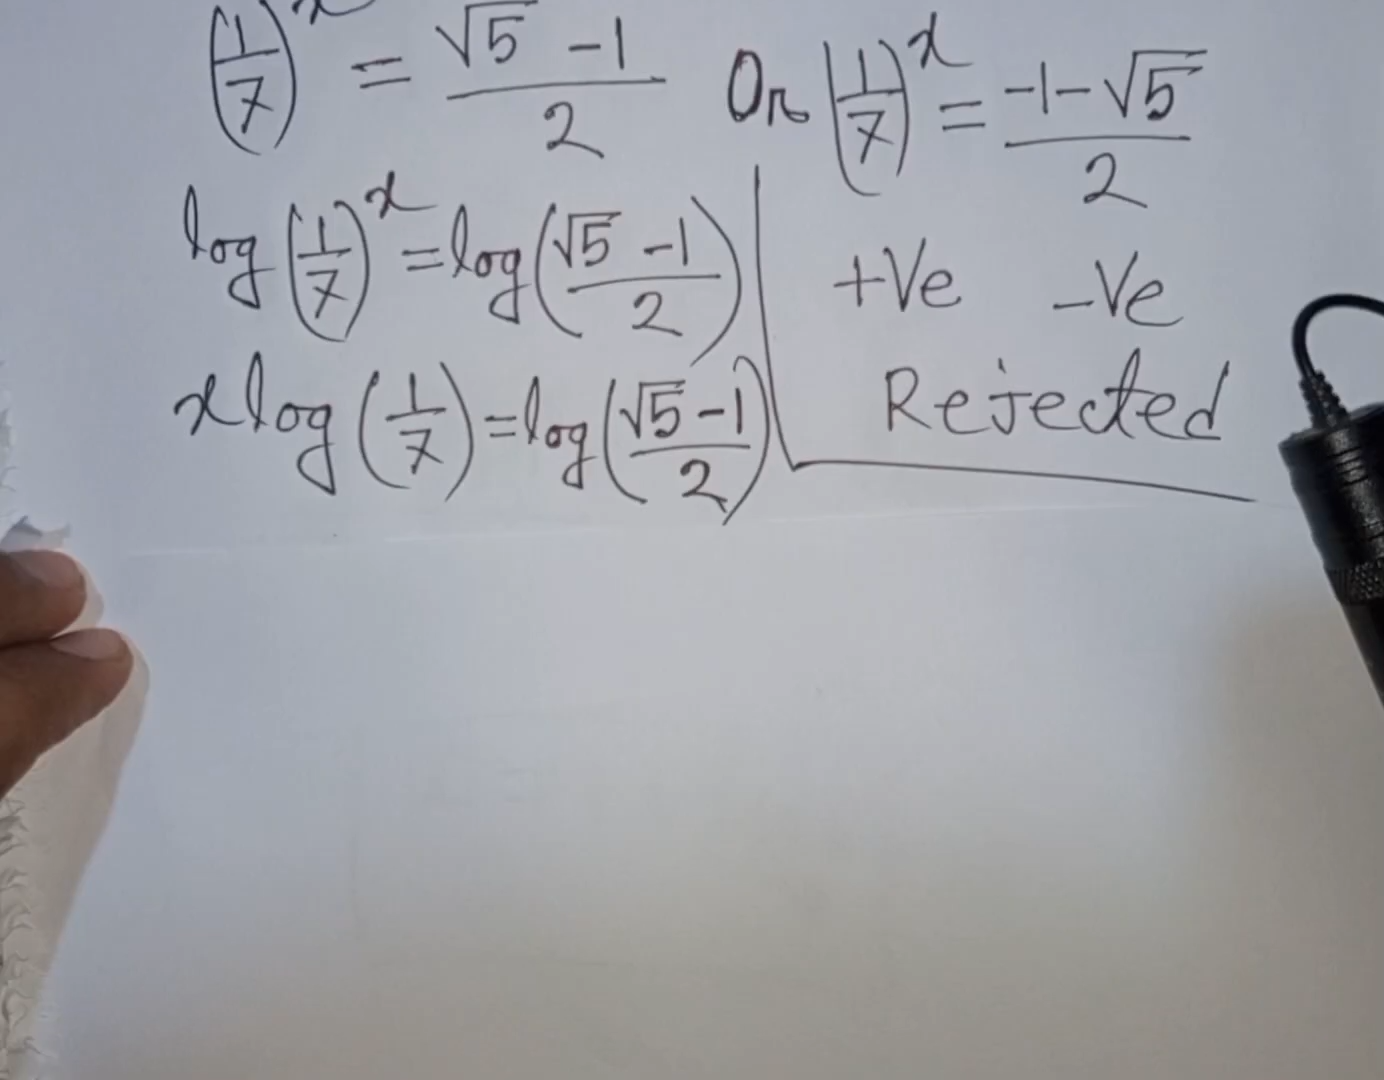 (1/7)^x = (√5 - 1)/2 Or (1/7)^x = (-1-√5)/2
log(1/7)^x = log((√5 - 1)/2) +Ve -Ve
x log(1/7) = log((√5-1)/2) Rejected